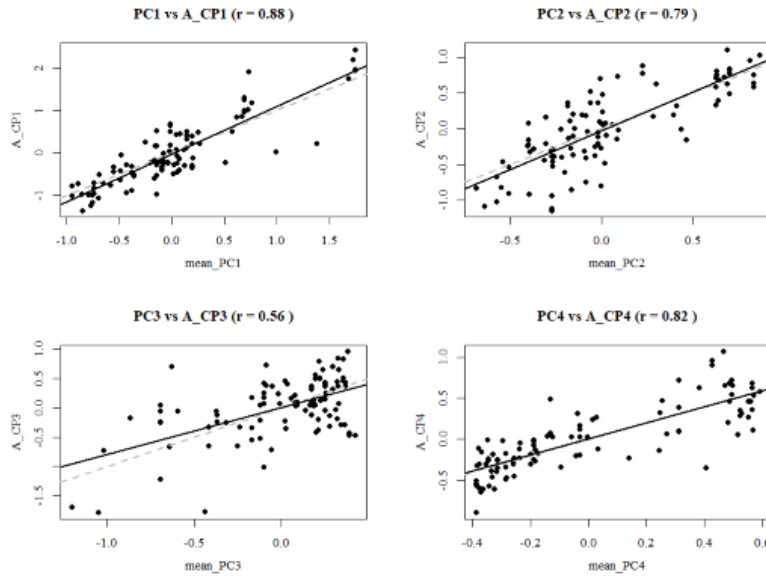 PC1 vs A_CP1 (r = 0.88 )
A_CP1
2
1
0
-1
-1.0 -0.5 0.0 0.5 1.0 1.5
mean_PC1
PC2 vs A_CP2 (r = 0.79 )
A_CP2
1.0
0.5
0.0
-0.5
-1.0
-0.5 0.0 0.5
mean_PC2
PC3 vs A_CP3 (r = 0.56 )
A_CP3
1.0
0.5
0.0
-0.5
-1.5
-1.0 -0.5 0.0
mean_PC3
PC4 vs A_CP4 (r = 0.82 )
A_CP4
1.0
0.5
0.0
-0.5
-0.4 -0.2 0.0 0.2 0.4 0.6
mean_PC4